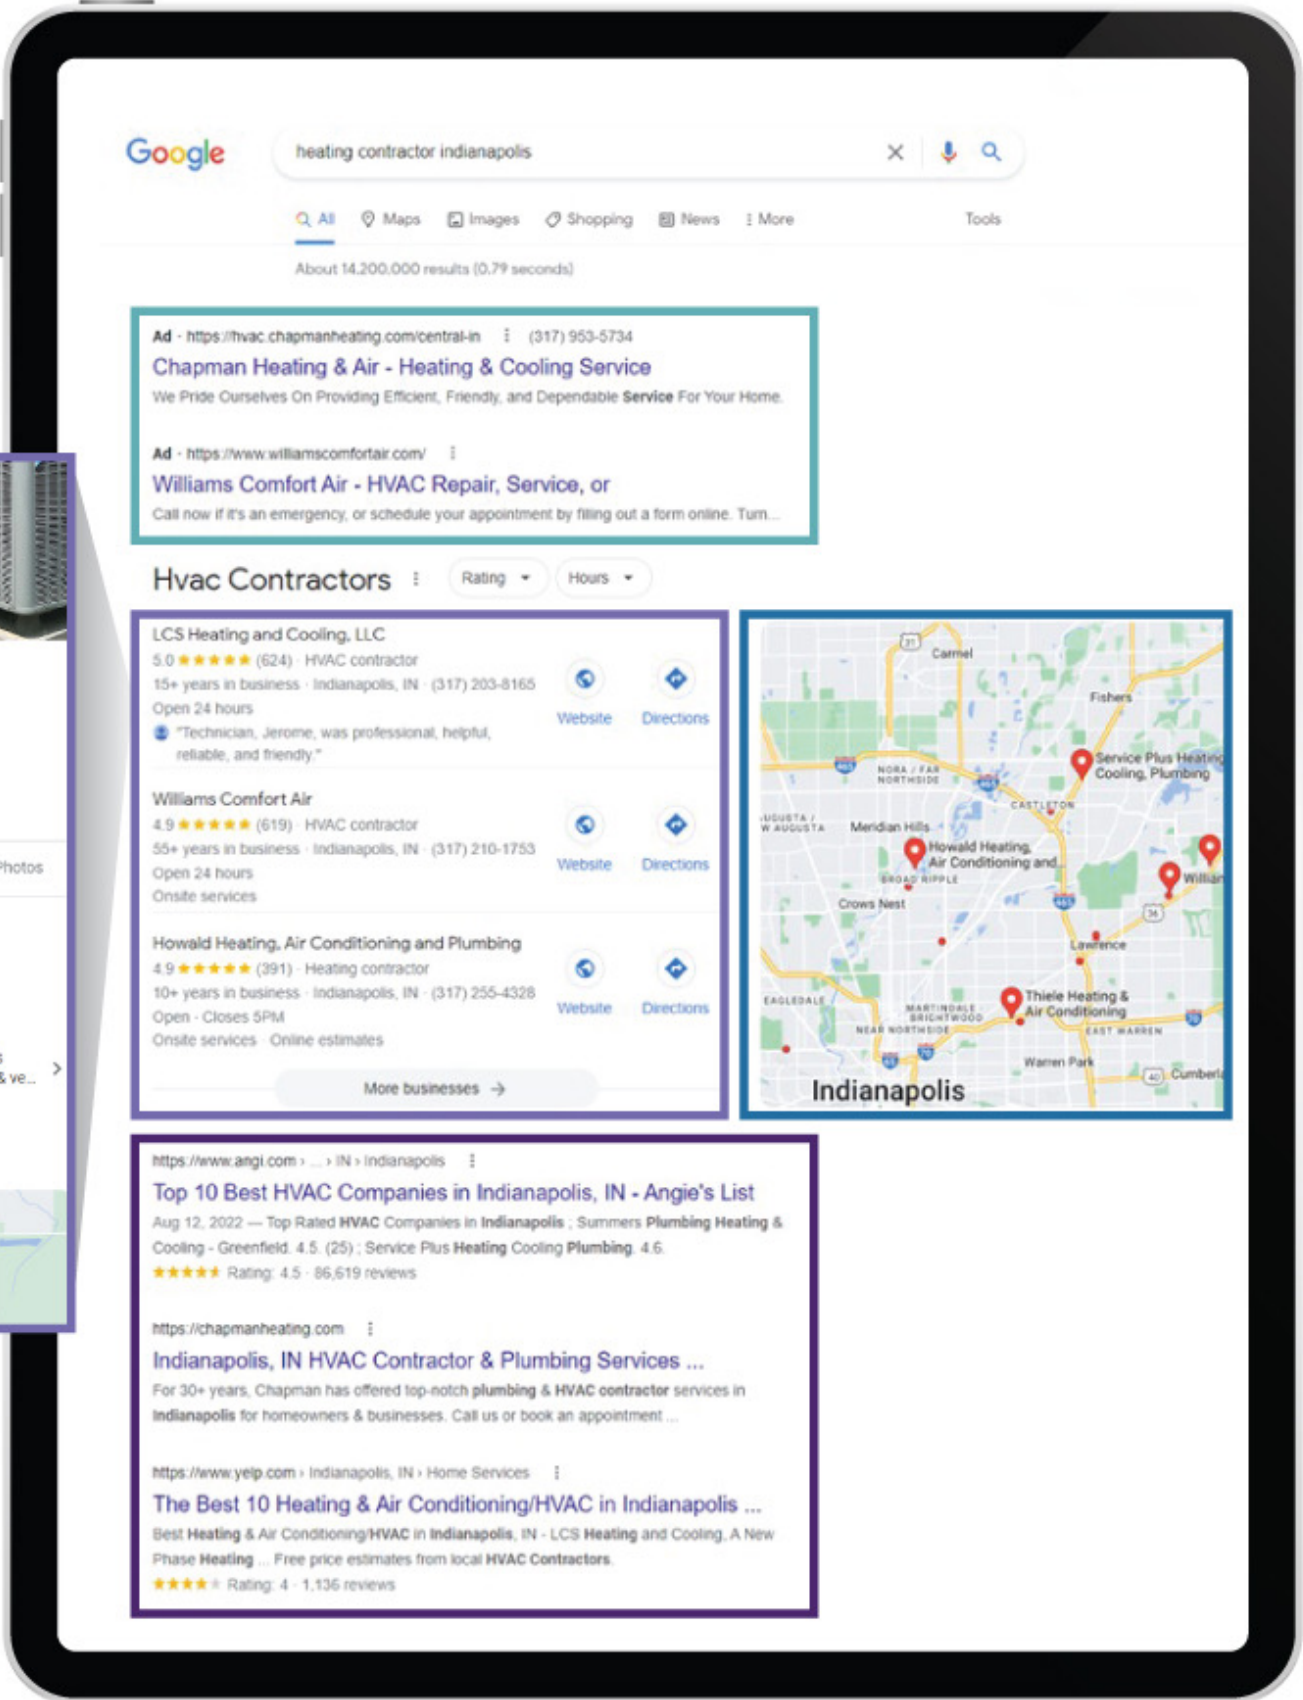 Google
heating contractor indianapolis
All
Maps
Images
Shopping
News
More
Tools
About 14,200,000 results (0.79 seconds)
Ad · https://hvac.chapmanheating.com/central-in (317) 953-5734
Chapman Heating & Air - Heating & Cooling Service
We Pride Ourselves On Providing Efficient, Friendly, and Dependable Service For Your Home.
Ad · https://www.williamscomfortair.com/
Williams Comfort Air - HVAC Repair, Service, or
Call now if it's an emergency, or schedule your appointment by filling out a form online. Turn...
Hvac Contractors
Rating
Hours
LCS Heating and Cooling, LLC
5.0 (624) · HVAC contractor
15+ years in business · Indianapolis, IN · (317) 203-8165
Open 24 hours
"Technician, Jerome, was professional, helpful,
reliable, and friendly."
Website
Directions
Williams Comfort Air
4.9 (619) · HVAC contractor
55+ years in business · Indianapolis, IN · (317) 210-1753
Open 24 hours
Onsite services
Website
Directions
Howald Heating, Air Conditioning and Plumbing
4.9 (391) · Heating contractor
10+ years in business · Indianapolis, IN · (317) 255-4328
Open · Closes 5PM
Onsite services · Online estimates
Website
Directions
More businesses →
31
Carmel
Fishers
Service Plus Heating
Cooling, Plumbing
465
NORA / FAR
NORTHSIDE
465
CASTLETON
UGUSTA /
W AUGUSTA
Meridian Hills
Howald Heating,
Air Conditioning and...
BROAD RIPPLE
Willian
Crows Nest
465
36
Lawrence
EAGLEDALE
MARTINDALE -
BRIGHTWOOD
Thiele Heating &
Air Conditioning
NEAR NORTHSIDE
EAST WARREN
70
65
70
Warren Park
40
Cumberla
Indianapolis
Photos
& ve...
https://www.angi.com › ... › IN › Indianapolis
Top 10 Best HVAC Companies in Indianapolis, IN - Angie's List
Aug 12, 2022 — Top Rated HVAC Companies in Indianapolis ; Summers Plumbing Heating &
Cooling - Greenfield. 4.5. (25) ; Service Plus Heating Cooling Plumbing. 4.6.
Rating: 4.5 · 86,619 reviews
https://chapmanheating.com
Indianapolis, IN HVAC Contractor & Plumbing Services ...
For 30+ years, Chapman has offered top-notch plumbing & HVAC contractor services in
Indianapolis for homeowners & businesses. Call us or book an appointment ...
https://www.yelp.com › Indianapolis, IN › Home Services
The Best 10 Heating & Air Conditioning/HVAC in Indianapolis ...
Best Heating & Air Conditioning/HVAC in Indianapolis, IN - LCS Heating and Cooling, A New
Phase Heating ... Free price estimates from local HVAC Contractors.
Rating: 4 · 1,136 reviews